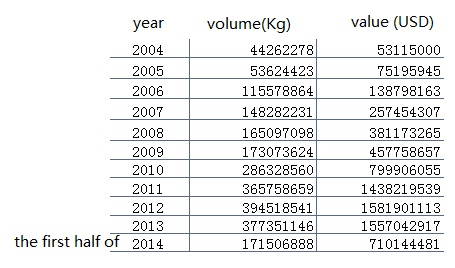 year volume(Kg) value (USD)
2004 44262278 53115000
2005 53624423 75195945
2006 115578864 138798163
2007 148282231 257454307
2008 165097098 381173265
2009 173073624 457758657
2010 286328560 799906055
2011 365758659 1438219539
2012 394518541 1581901113
2013 377351146 1557042917
the first half of 2014 171506888 710144481